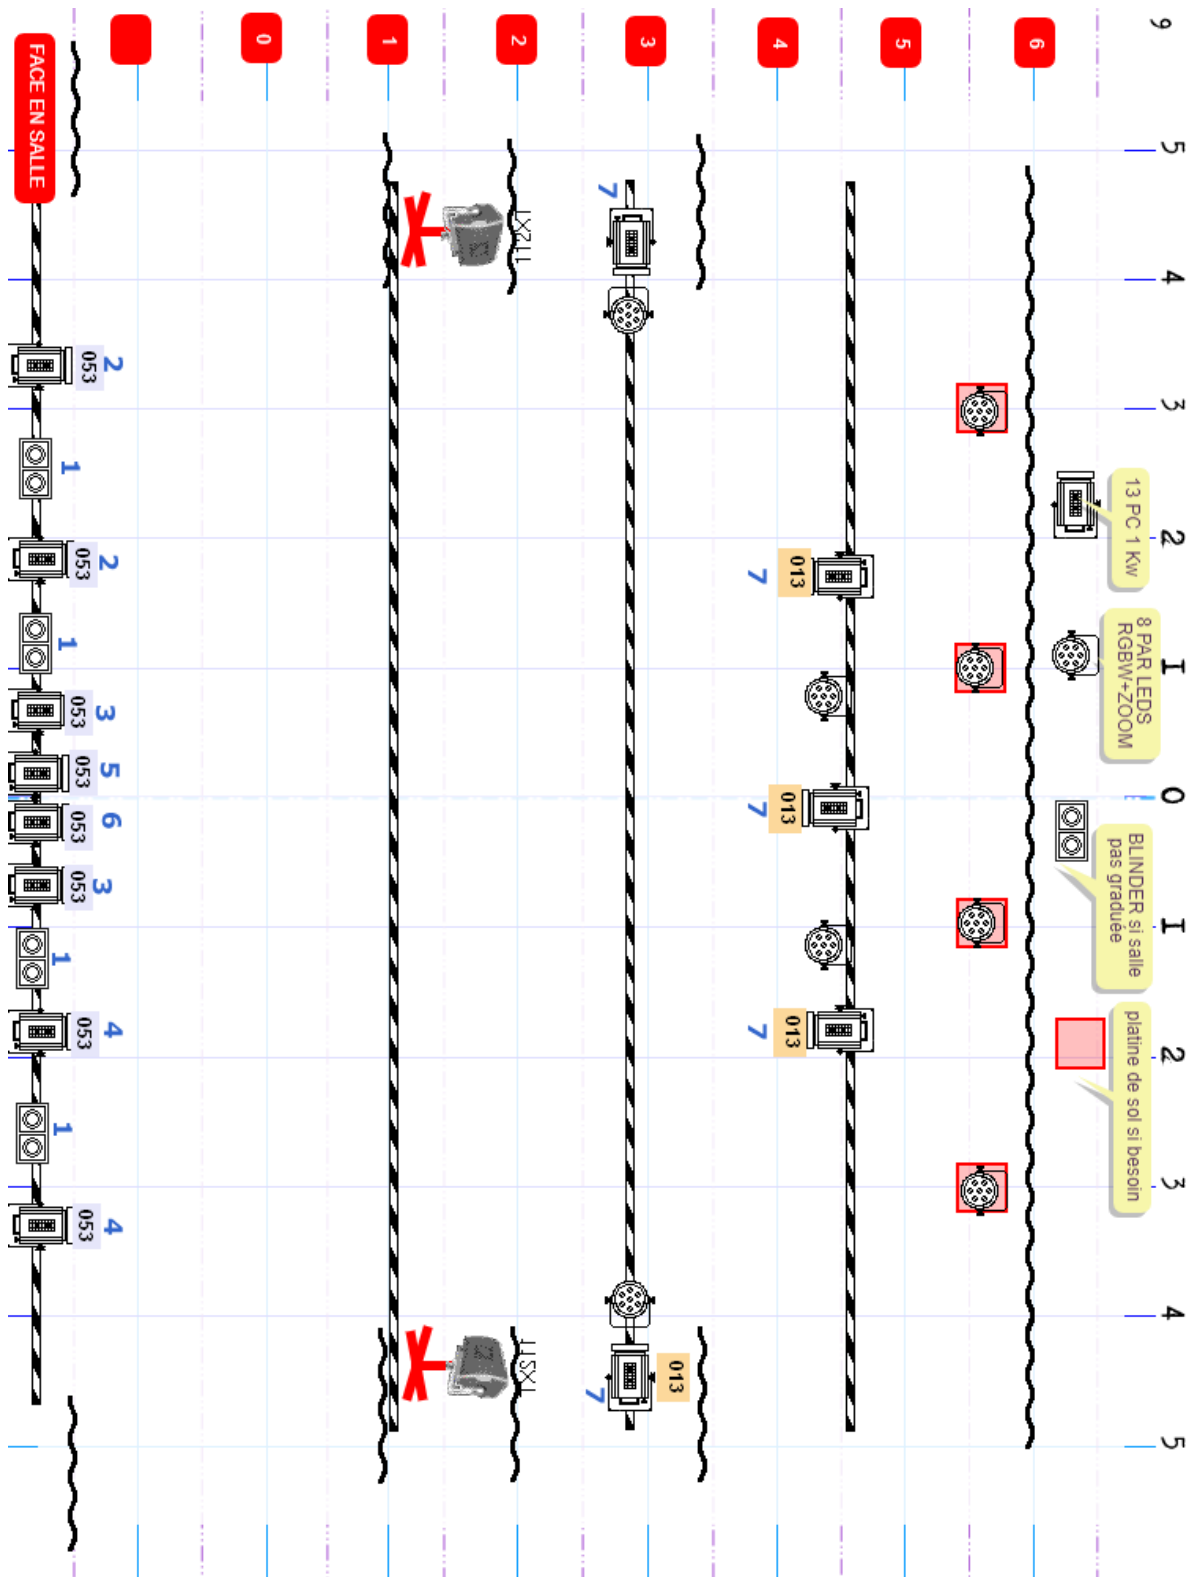 9
5 4 3 2 1 0 1 2 3 4 5
13 PC 1 Kw
8 PAR LEDS
RGBW+ZOOM
BLINDER si salle
pas graduée
platine de sol si besoin
6
5
4
013 013 013
7 7 7
3
013
7 7
2
1
0
2 2 3 5 6 3 4 4
053 053 053 053 053 053 053 053
1 1 1 1
FACE EN SALLE